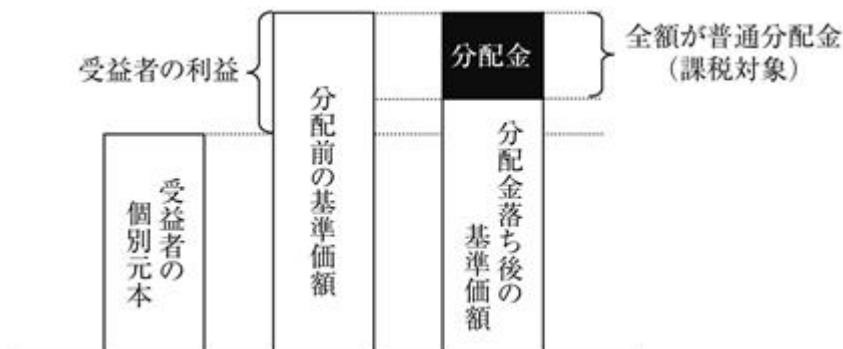 受益者の利益
分配前の基準価額
分配金
全額が普通分配金
（課税対象）
受益者の
個別元本
分配金落ち後の
基準価額